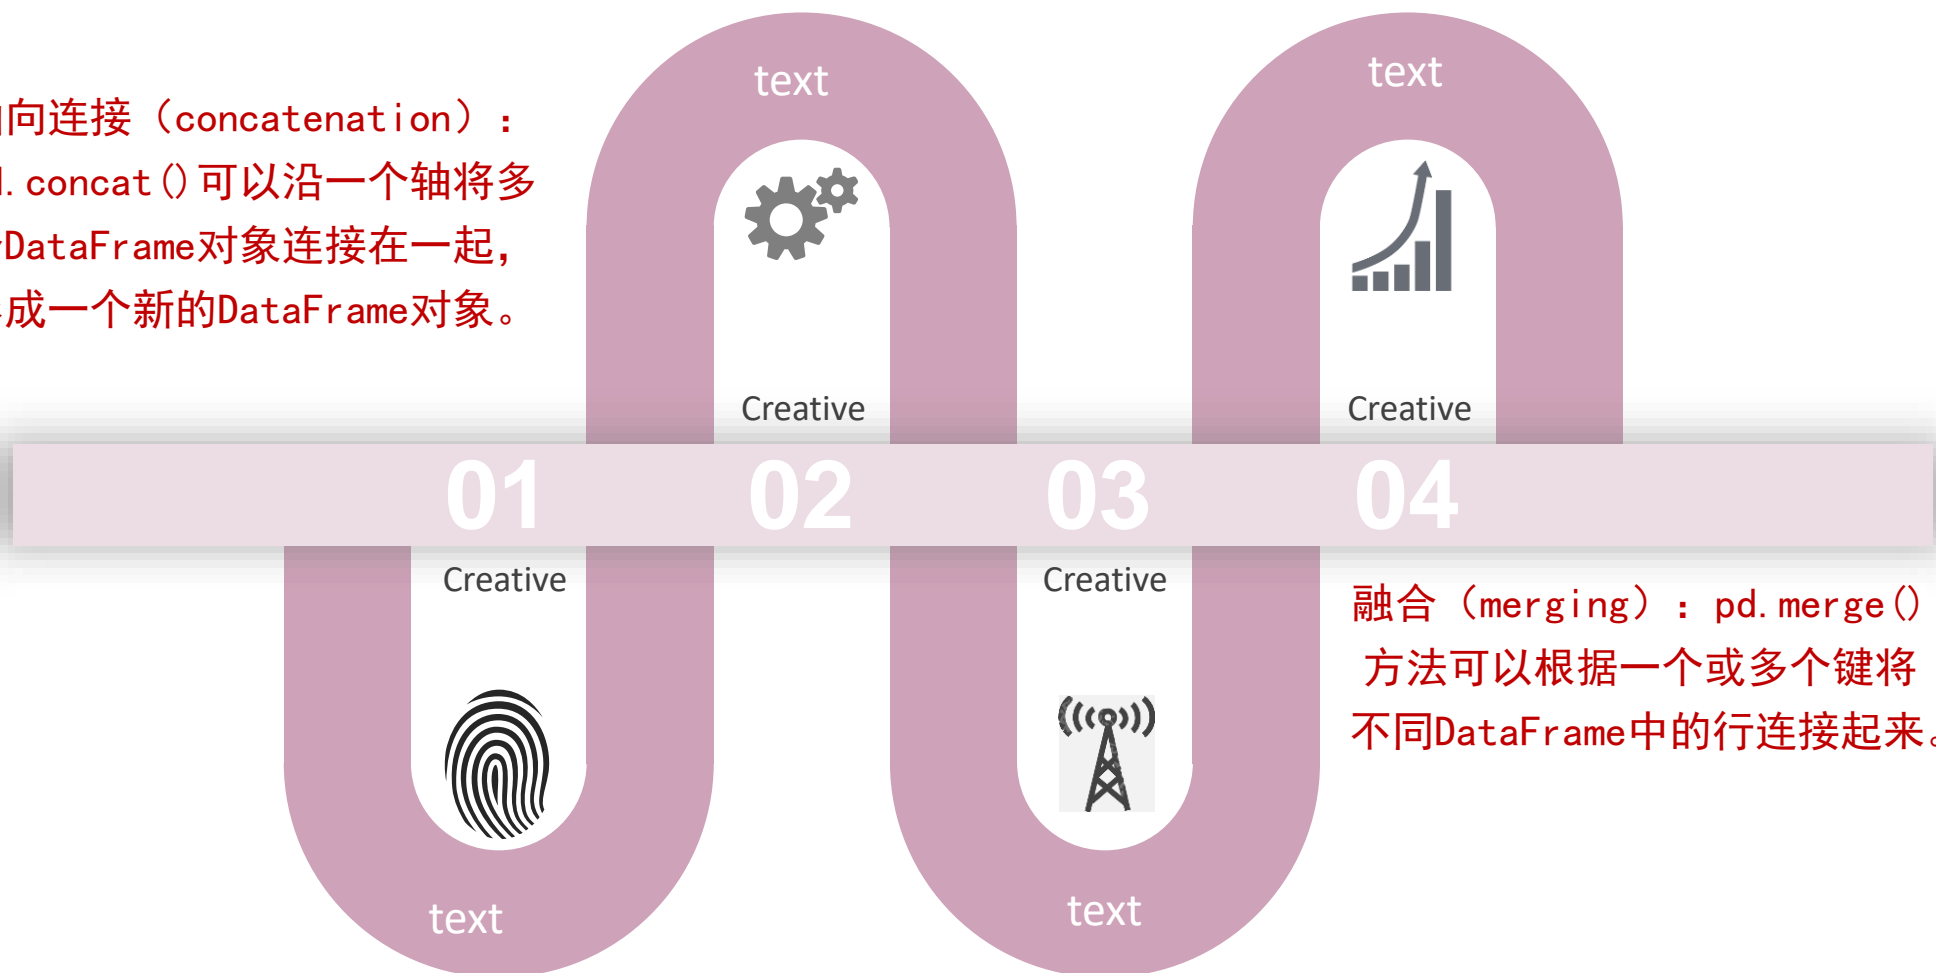 text
text
向连接（concatenation）：
.concat()可以沿一个轴将多
DataFrame对象连接在一起，
成一个新的DataFrame对象。
Creative
Creative
01
02
03
04
Creative
Creative
融合（merging）：pd.merge()
方法可以根据一个或多个键将
不同DataFrame中的行连接起来。
text
text